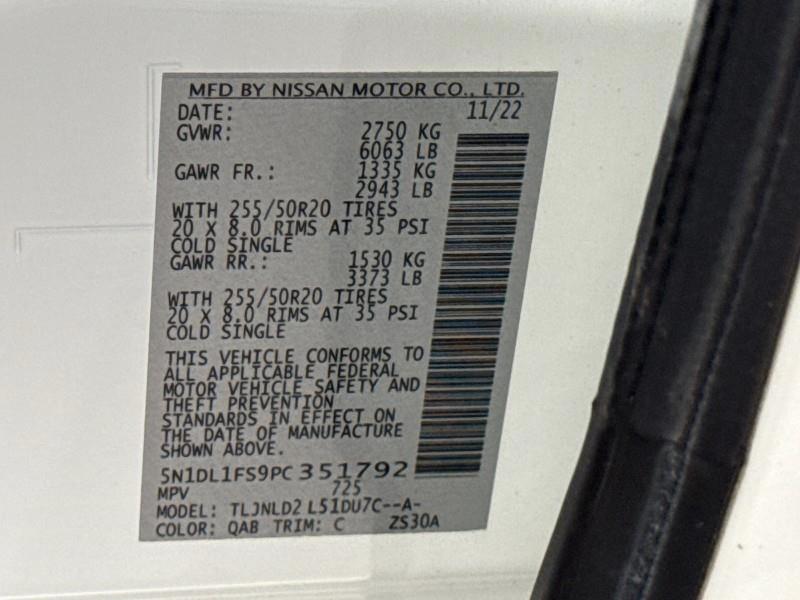 MFD BY NISSAN MOTOR CO., LTD.
DATE: 11/22
GVWR: 2750 KG
6063 LB
GAWR FR.: 1335 KG
2943 LB
WITH 255/50R20 TIRES
20 X 8.0 RIMS AT 35 PSI
COLD SINGLE
GAWR RR.: 1530 KG
3373 LB
WITH 255/50R20 TIRES
20 X 8.0 RIMS AT 35 PSI
COLD SINGLE
THIS VEHICLE CONFORMS TO
ALL APPLICABLE FEDERAL
MOTOR VEHICLE SAFETY AND
THEFT PREVENTION
STANDARDS IN EFFECT ON
THE DATE OF MANUFACTURE
SHOWN ABOVE.
5N1DL1FS9PC351792
MPV 725
MODEL: TLJNLD2 L51DU7C--A-
COLOR: QAB TRIM: C ZS30A